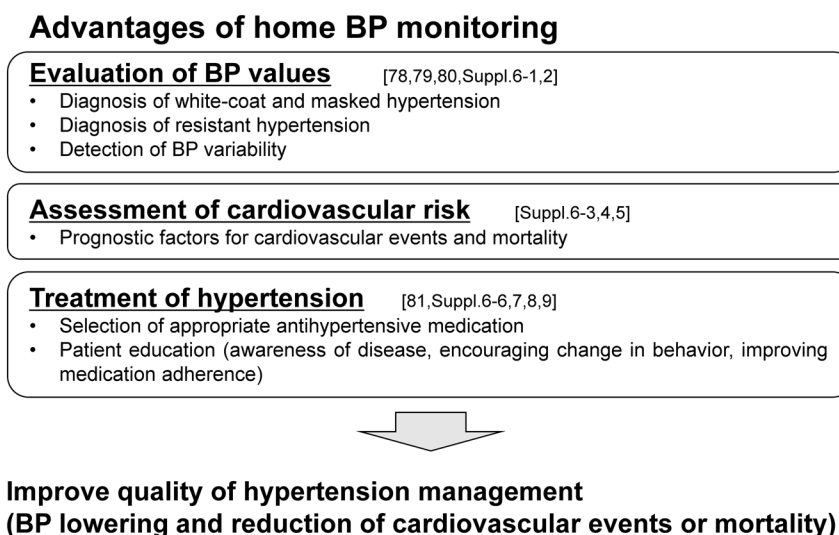 Advantages of home BP monitoring
Evaluation of BP values [78,79,80,Suppl.6-1,2]
• Diagnosis of white-coat and masked hypertension
• Diagnosis of resistant hypertension
• Detection of BP variability
Assessment of cardiovascular risk [Suppl.6-3,4,5]
• Prognostic factors for cardiovascular events and mortality
Treatment of hypertension [81,Suppl.6-6,7,8,9]
• Selection of appropriate antihypertensive medication
• Patient education (awareness of disease, encouraging change in behavior, improving
medication adherence)
Improve quality of hypertension management
(BP lowering and reduction of cardiovascular events or mortality)